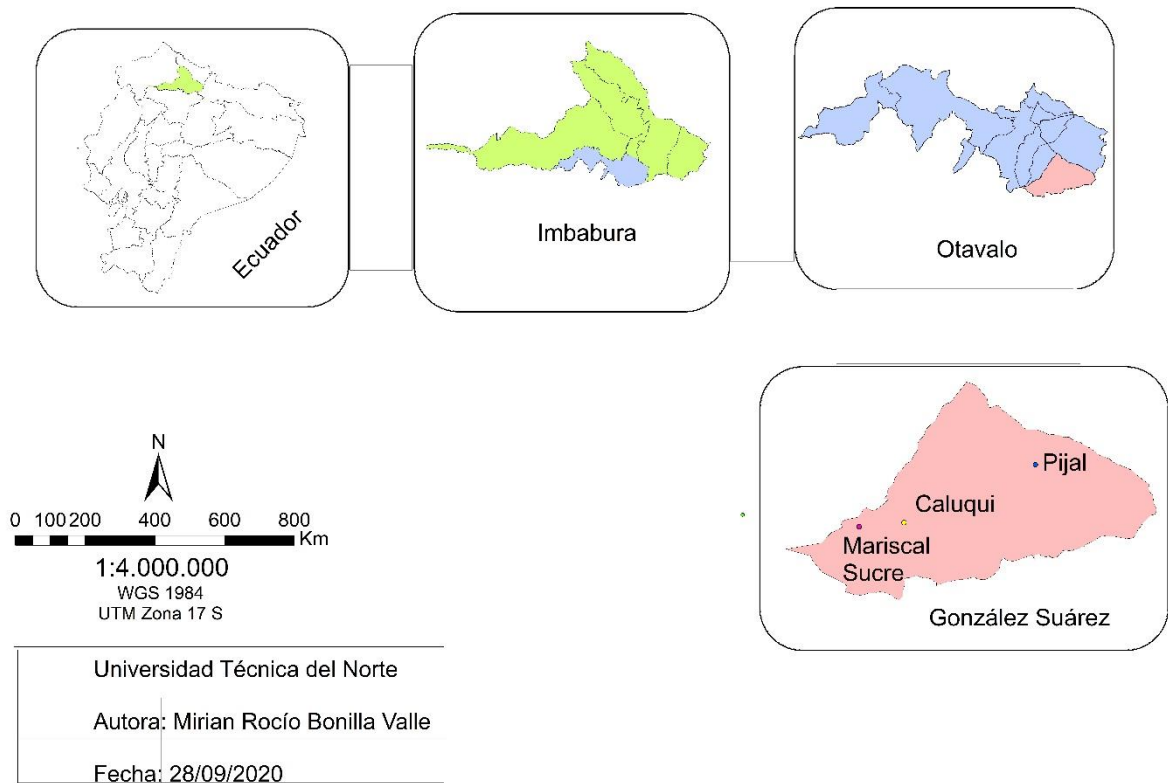 Ecuador
Imbabura
Otavalo
Pijal
Caluqui
Mariscal
Sucre
González Suárez
N
0 100 200 400 600 800
Km
1:4.000.000
WGS 1984
UTM Zona 17 S
Universidad Técnica del Norte
Autora: Mirian Rocío Bonilla Valle
Fecha: 28/09/2020